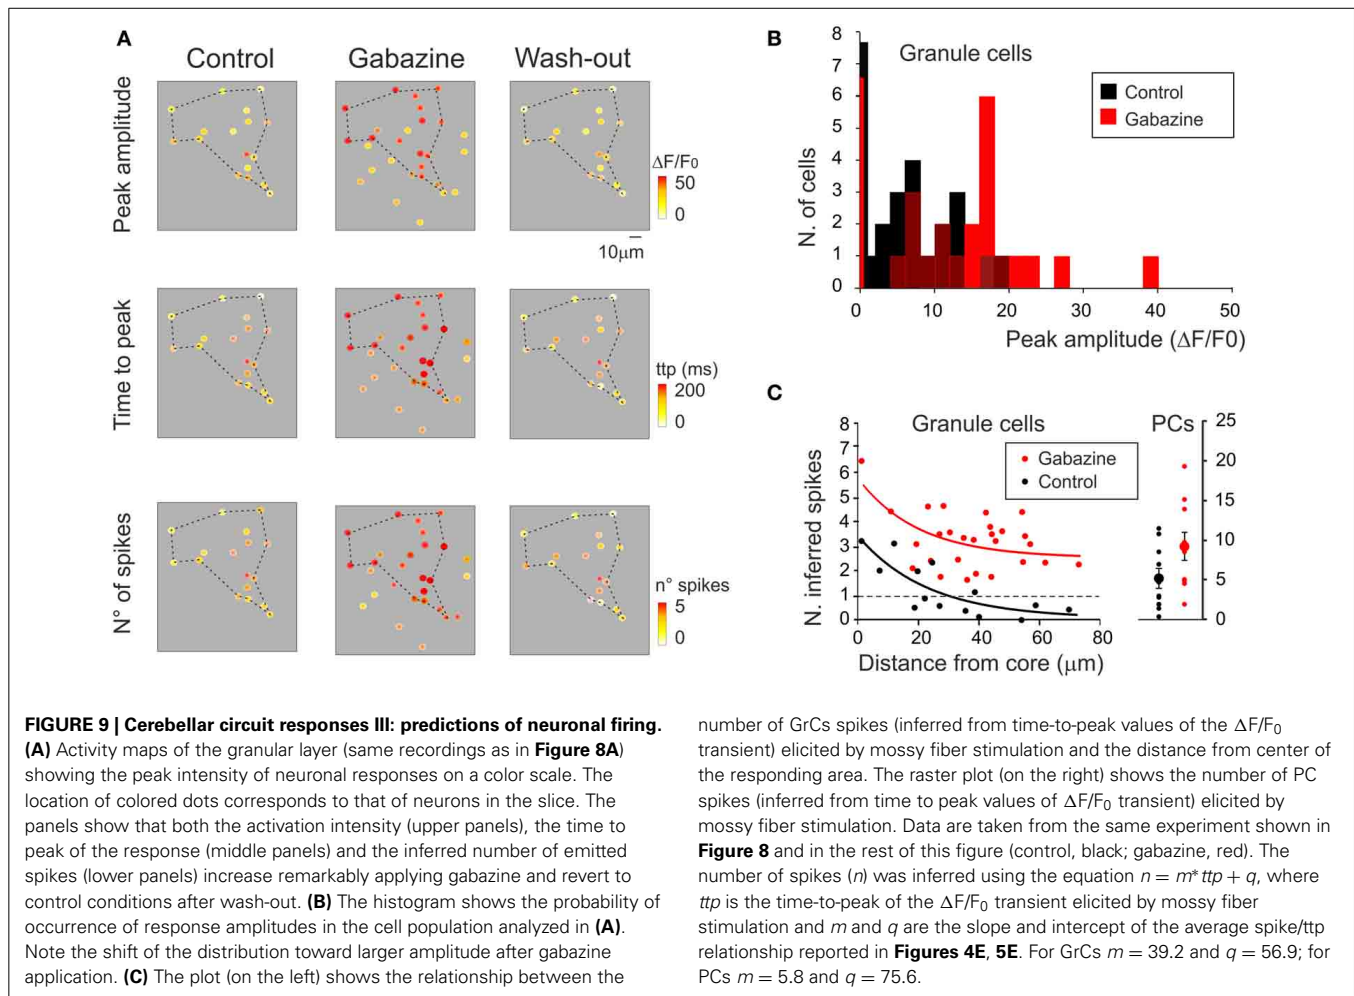 A
Control
Gabazine
Wash-out
Peak amplitude
ΔF/F0
50
0
10μm
Time to peak
ttp (ms)
200
0
N° of spikes
n° spikes
5
0
B
Granule cells
Control
Gabazine
N. of cells
8
7
6
5
4
3
2
1
0
0 10 20 30 40 50
Peak amplitude (ΔF/F0)
C
Granule cells
Gabazine
Control
N. inferred spikes
8
7
6
5
4
3
2
1
0
0 20 40 60 80
Distance from core (μm)
PCs
25
20
15
10
5
0
FIGURE 9 | Cerebellar circuit responses III: predictions of neuronal firing.
(A) Activity maps of the granular layer (same recordings as in Figure 8A)
showing the peak intensity of neuronal responses on a color scale. The
location of colored dots corresponds to that of neurons in the slice. The
panels show that both the activation intensity (upper panels), the time to
peak of the response (middle panels) and the inferred number of emitted
spikes (lower panels) increase remarkably applying gabazine and revert to
control conditions after wash-out. (B) The histogram shows the probability of
occurrence of response amplitudes in the cell population analyzed in (A).
Note the shift of the distribution toward larger amplitude after gabazine
application. (C) The plot (on the left) shows the relationship between the
number of GrCs spikes (inferred from time-to-peak values of the ΔF/F0
transient) elicited by mossy fiber stimulation and the distance from center of
the responding area. The raster plot (on the right) shows the number of PC
spikes (inferred from time to peak values of ΔF/F0 transient) elicited by
mossy fiber stimulation. Data are taken from the same experiment shown in
Figure 8 and in the rest of this figure (control, black; gabazine, red). The
number of spikes (n) was inferred using the equation n = m* ttp + q, where
ttp is the time-to-peak of the ΔF/F0 transient elicited by mossy fiber
stimulation and m and q are the slope and intercept of the average spike/ttp
relationship reported in Figures 4E, 5E. For GrCs m = 39.2 and q = 56.9; for
PCs m = 5.8 and q = 75.6.